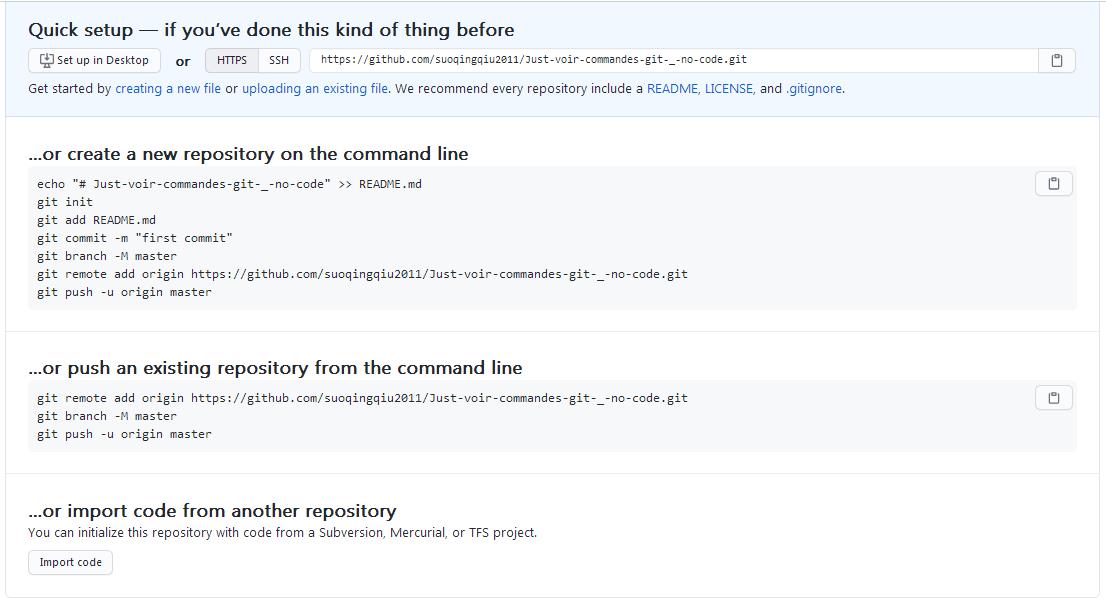 Quick setup — if you've done this kind of thing before
Set up in Desktop or HTTPS SSH https://github.com/suoqingqiu2011/Just-voir-commandes-git-_-no-code.git
Get started by creating a new file or uploading an existing file. We recommend every repository include a README, LICENSE, and .gitignore.
...or create a new repository on the command line
echo "# Just-voir-commandes-git-_-no-code" >> README.md
git init
git add README.md
git commit -m "first commit"
git branch -M master
git remote add origin https://github.com/suoqingqiu2011/Just-voir-commandes-git-_-no-code.git
git push -u origin master
...or push an existing repository from the command line
git remote add origin https://github.com/suoqingqiu2011/Just-voir-commandes-git-_-no-code.git
git branch -M master
git push -u origin master
...or import code from another repository
You can initialize this repository with code from a Subversion, Mercurial, or TFS project.
Import code